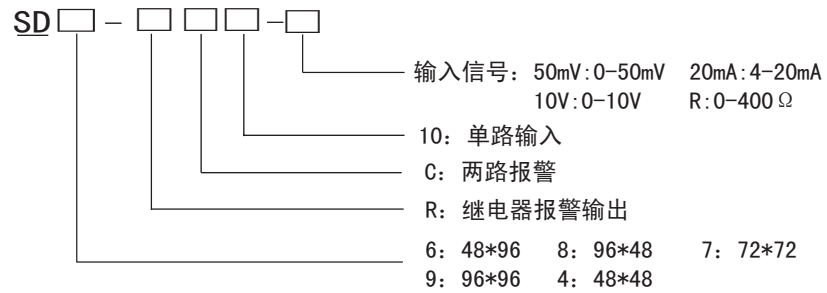 SD□-□□□-□
输入信号：50mV:0-50mV 20mA:4-20mA
10V:0-10V R:0-400Ω
10：单路输入
C：两路报警
R：继电器报警输出
6：48*96 8：96*48 7：72*72
9：96*96 4：48*48